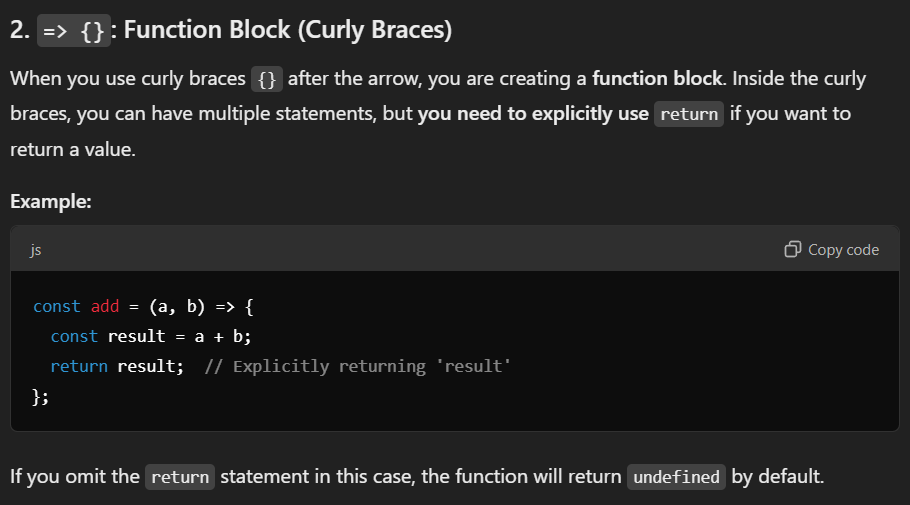 2. => {}: Function Block (Curly Braces)
When you use curly braces {} after the arrow, you are creating a function block. Inside the curly
braces, you can have multiple statements, but you need to explicitly use return if you want to
return a value.
Example:
js Copy code
const add = (a, b) => {
  const result = a + b;
  return result;  // Explicitly returning 'result'
};
If you omit the return statement in this case, the function will return undefined by default.